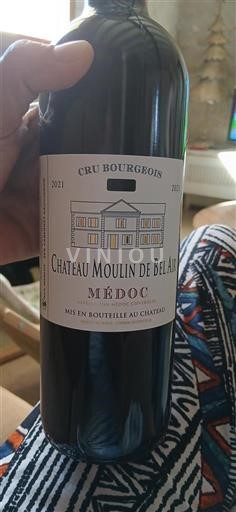 CRU BOURGEOIS
2021 2021
VINIOU
CHATEAU MOULIN DE BEL AIR
MÉDOC
APPELLATION MÉDOC CONTRÔLÉE
MIS EN BOUTEILLE AU CHATEAU